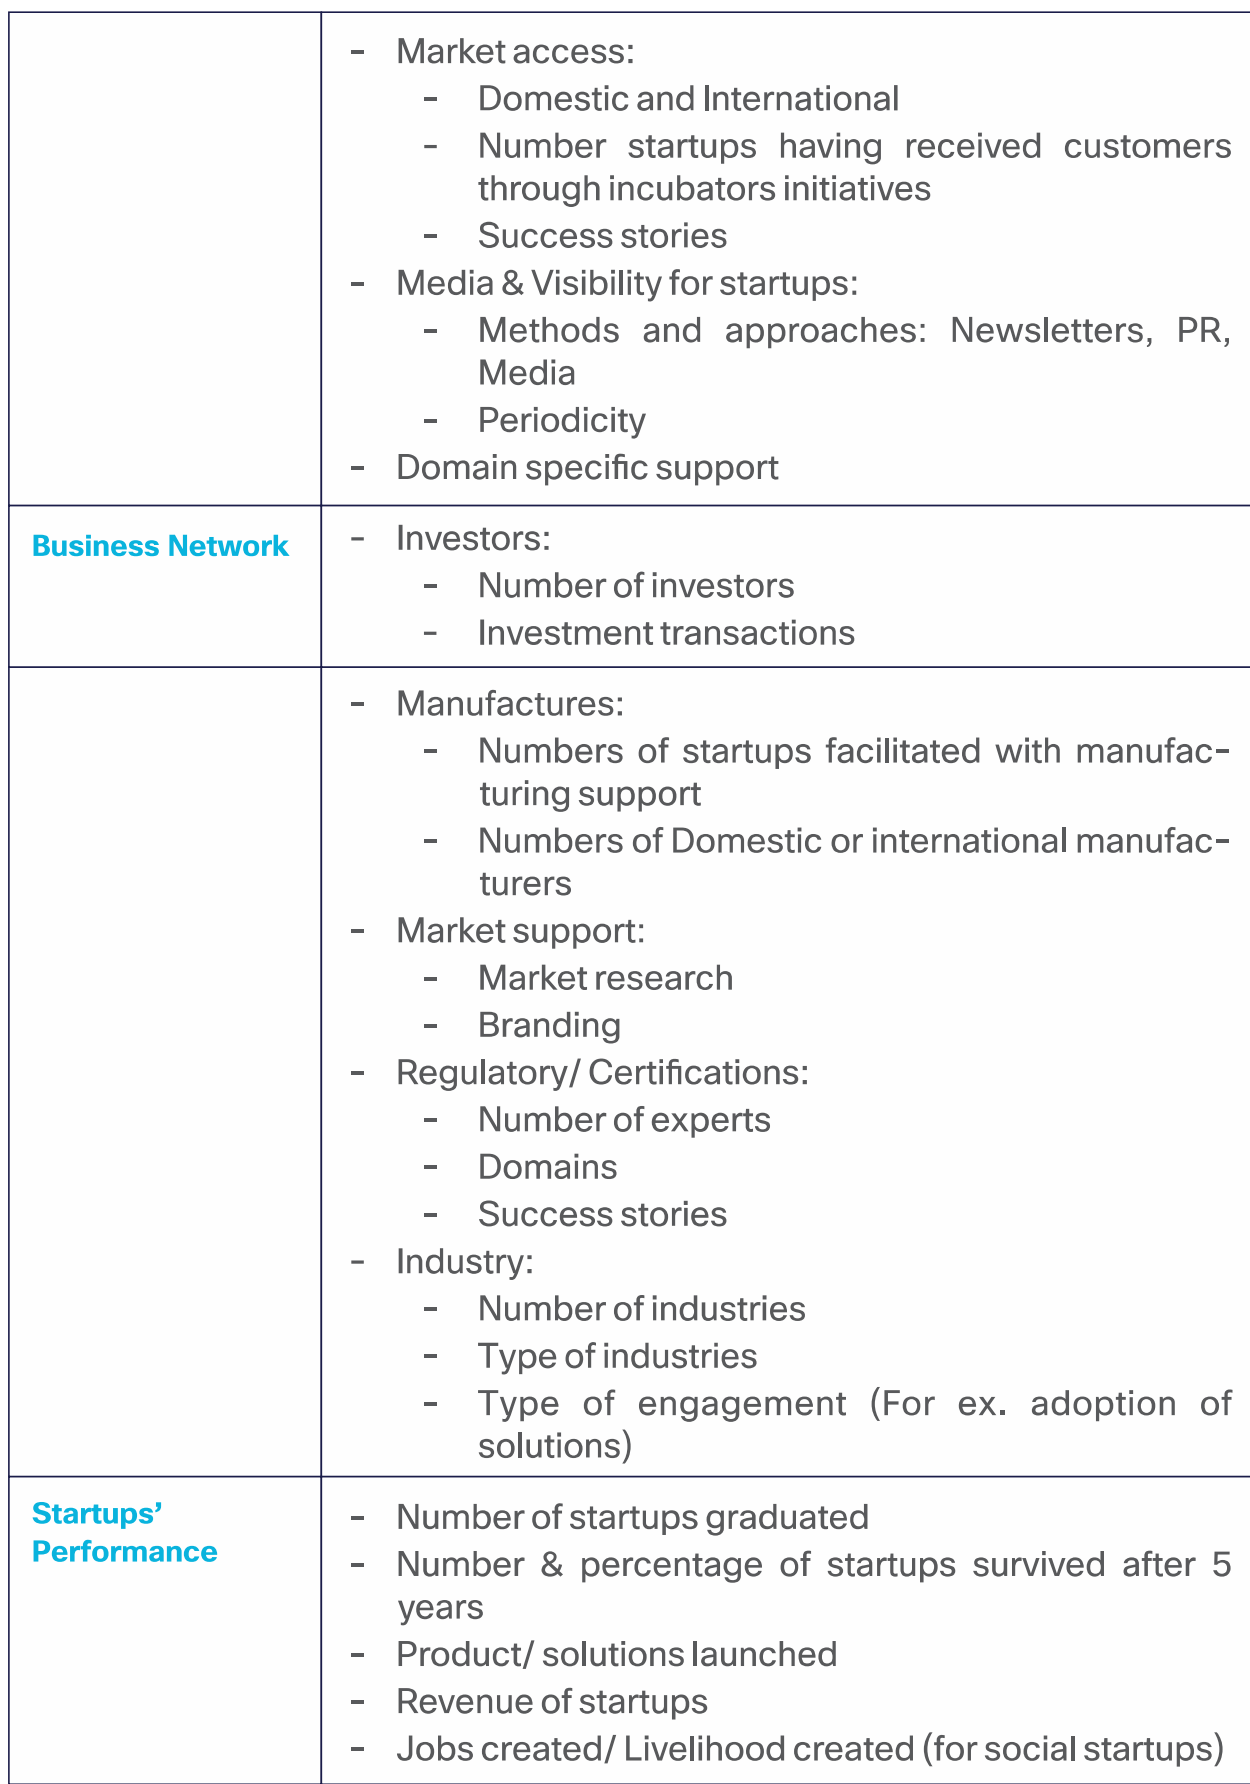 - Market access:
- Domestic and International
- Number startups having received customers
through incubators initiatives
- Success stories
- Media & Visibility for startups:
- Methods and approaches: Newsletters, PR,
Media
- Periodicity
- Domain specific support
Business Network
- Investors:
- Number of investors
- Investment transactions
- Manufactures:
- Numbers of startups facilitated with manufac-
turing support
- Numbers of Domestic or international manufac-
turers
- Market support:
- Market research
- Branding
- Regulatory/ Certifications:
- Number of experts
- Domains
- Success stories
- Industry:
- Number of industries
- Type of industries
- Type of engagement (For ex. adoption of
solutions)
Startups’
Performance
- Number of startups graduated
- Number & percentage of startups survived after 5
years
- Product/ solutions launched
- Revenue of startups
- Jobs created/ Livelihood created (for social startups)